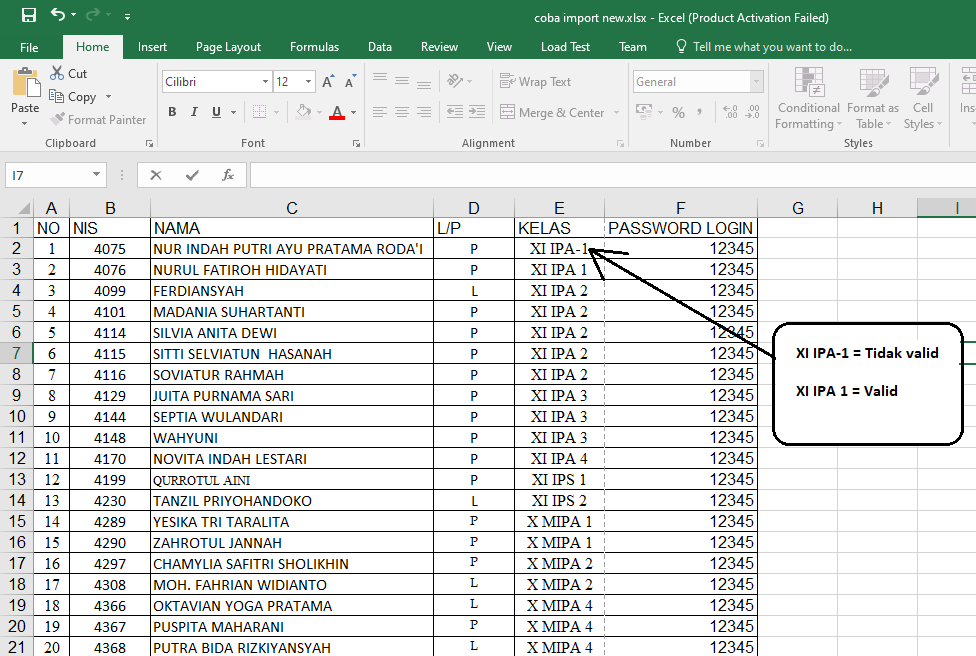 coba import new.xlsx - Excel (Product Activation Failed)
File Home Insert Page Layout Formulas Data Review View Load Test Team Tell me what you want to do...
Paste Cut Copy Format Painter
Clipboard
Calibri 12 A A
B I U A
Font
Wrap Text
Merge & Center
Alignment
General
% ,
Number
Conditional Formatting Format as Table Cell Styles
Styles
Ins
I7 fx
A B C D E F G H I
1 NO NIS NAMA L/P KELAS PASSWORD LOGIN
2 1 4075 NUR INDAH PUTRI AYU PRATAMA RODA'I P XI IPA-1 12345
3 2 4076 NURUL FATIROH HIDAYATI P XI IPA 1 12345
4 3 4099 FERDIANSYAH L XI IPA 2 12345
5 4 4101 MADANIA SUHARTANTI P XI IPA 2 12345
6 5 4114 SILVIA ANITA DEWI P XI IPA 2 12345
7 6 4115 SITTI SELVIATUN  HASANAH P XI IPA 2 12345
8 7 4116 SOVIATUR RAHMAH P XI IPA 2 12345
9 8 4129 JUITA PURNAMA SARI P XI IPA 3 12345
10 9 4144 SEPTIA WULANDARI P XI IPA 3 12345
11 10 4148 WAHYUNI P XI IPA 3 12345
12 11 4170 NOVITA INDAH LESTARI P XI IPA 4 12345
13 12 4199 QURROTUL AINI P XI IPS 1 12345
14 13 4230 TANZIL PRIYOHANDOKO L XI IPS 2 12345
15 14 4289 YESIKA TRI TARALITA P X MIPA 1 12345
16 15 4290 ZAHROTUL JANNAH P X MIPA 1 12345
17 16 4297 CHAMYLIA SAFITRI SHOLIKHIN P X MIPA 2 12345
18 17 4308 MOH. FAHRIAN WIDIANTO L X MIPA 2 12345
19 18 4366 OKTAVIAN YOGA PRATAMA L X MIPA 4 12345
20 19 4367 PUSPITA MAHARANI P X MIPA 4 12345
21 20 4368 PUTRA BIDA RIZKIYANSYAH L X MIPA 4 12345
XI IPA-1 = Tidak valid
XI IPA 1 = Valid